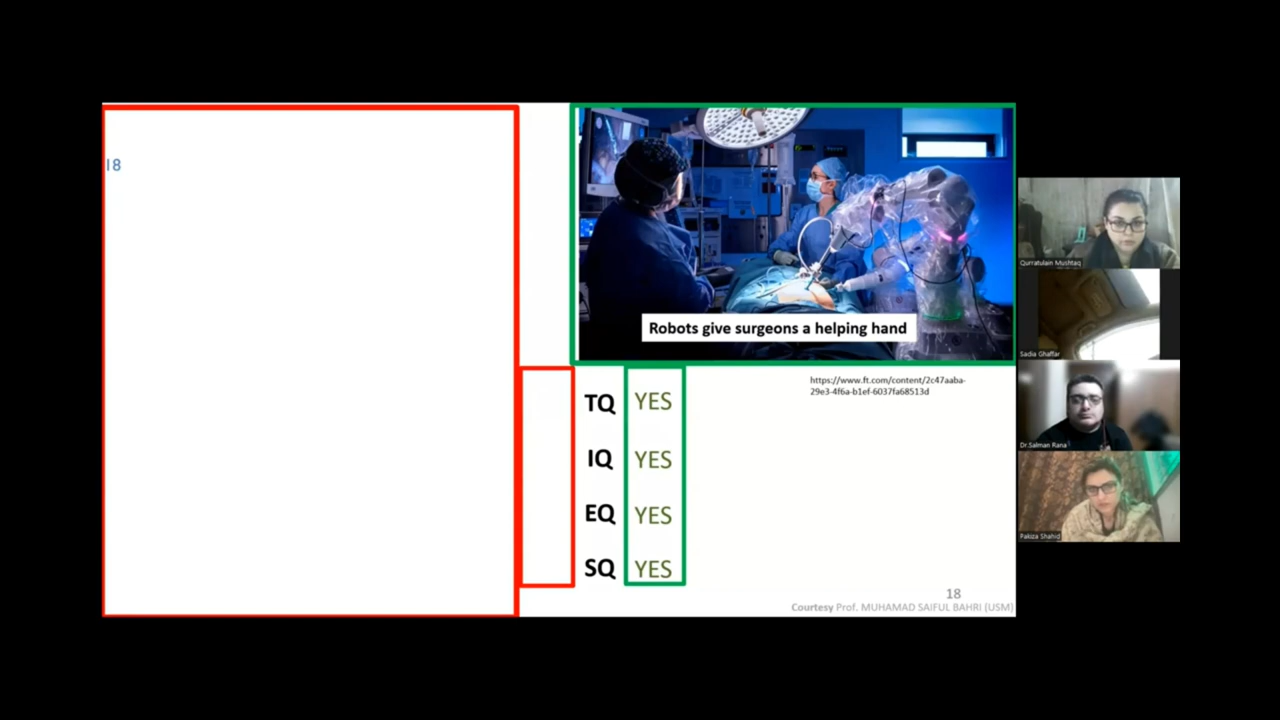 18
Robots give surgeons a helping hand
https://www.ft.com/content/2c47aaba-
29e3-4f6a-b1ef-6037fa68513d
TQ YES
IQ YES
EQ YES
SQ YES
18
Courtesy Prof. MUHAMAD SAIFUL BAHRI (USM)
Qurratulain Mushtaq
Sadia Ghaffar
Dr.Salman Rana
Pakiza Shahid